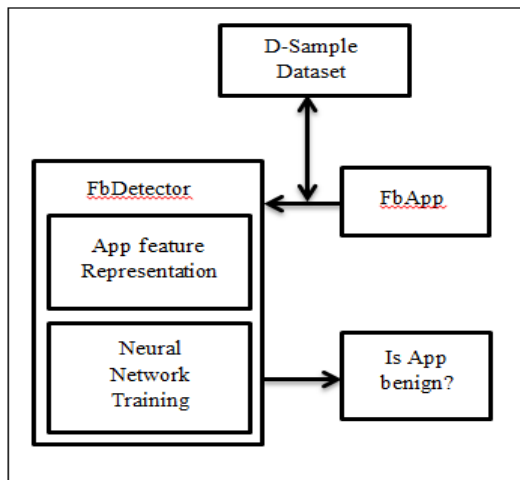 D-Sample
Dataset
FbDetector
FbApp
App feature
Representation
Neural
Network
Training
Is App
benign?